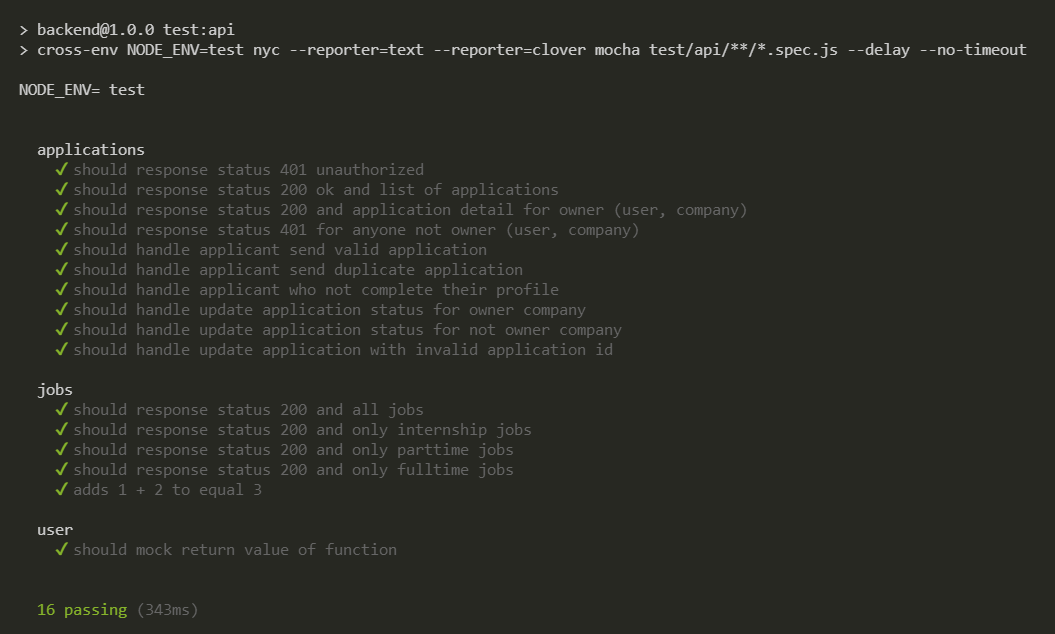 > backend@1.0.0 test:api
> cross-env NODE_ENV=test nyc --reporter=text --reporter=clover mocha test/api/**/*.spec.js --delay --no-timeout
NODE_ENV= test
applications
✓ should response status 401 unauthorized
✓ should response status 200 ok and list of applications
✓ should response status 200 and application detail for owner (user, company)
✓ should response status 401 for anyone not owner (user, company)
✓ should handle applicant send valid application
✓ should handle applicant send duplicate application
✓ should handle applicant who not complete their profile
✓ should handle update application status for owner company
✓ should handle update application status for not owner company
✓ should handle update application with invalid application id
jobs
✓ should response status 200 and all jobs
✓ should response status 200 and only internship jobs
✓ should response status 200 and only parttime jobs
✓ should response status 200 and only fulltime jobs
✓ adds 1 + 2 to equal 3
user
✓ should mock return value of function
16 passing (343ms)